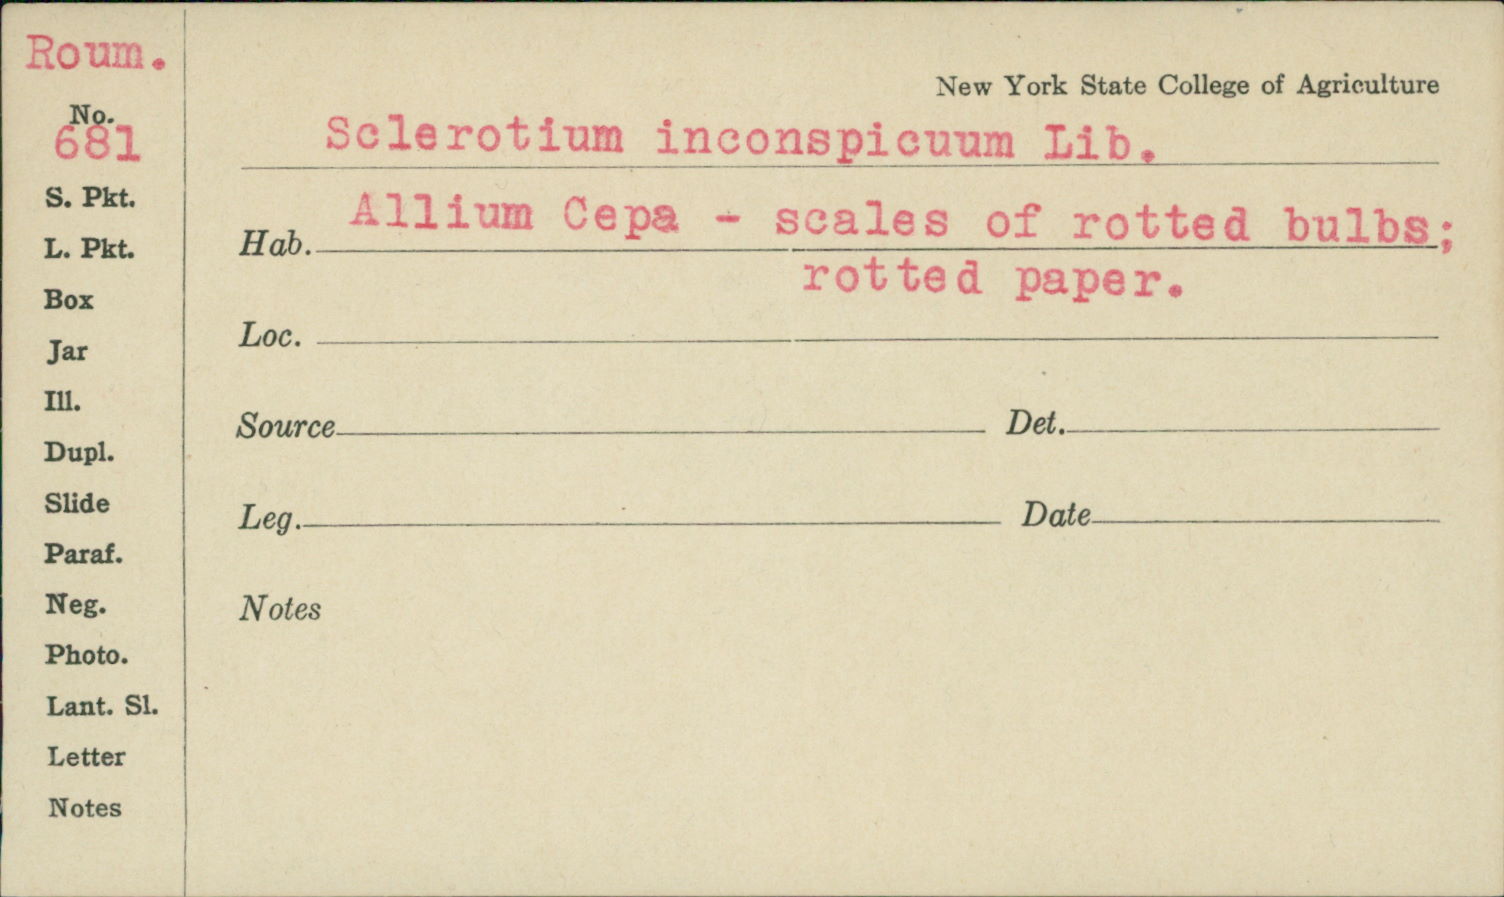 Roum.
No.
681
S. Pkt.
L. Pkt.
Box
Jar
Ill.
Dupl.
Slide
Paraf.
Neg.
Photo.
Lant. Sl.
Letter
Notes
New York State College of Agriculture
Sclerotium inconspicuum Lib.
Hab. Allium Cepa - scales of rotted bulbs;
rotted paper.
Loc.
Source Det.
Leg. Date
Notes